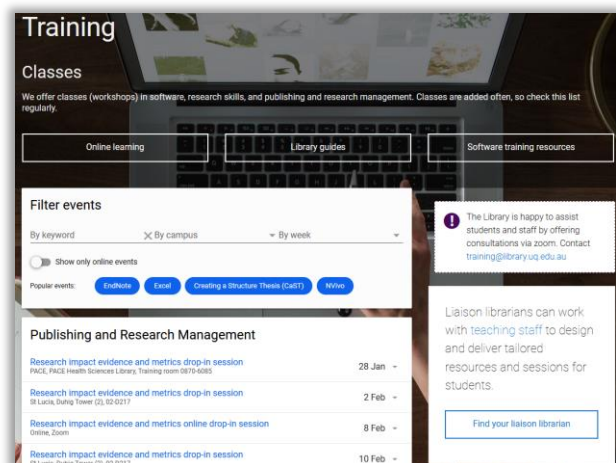 Training
Classes
We offer classes (workshops) in software, research skills, and publishing and research management. Classes are added often, so check this list
regularly.
Online learning
Library guides
Software training resources
Filter events
By keyword
By campus
By week
Show only online events
Popular events:
EndNote
Excel
Creating a Structure Thesis (CaST)
NVivo
The Library is happy to assist
students and staff by offering
consultations via zoom. Contact
training@library.uq.edu.au
Publishing and Research Management
Research impact evidence and metrics drop-in session
PACE, PACE Health Sciences Library, Training room 0870-6085
28 Jan
Research impact evidence and metrics drop-in session
St Lucia, Duhig Tower (2), 02-D217
2 Feb
Research impact evidence and metrics online drop-in session
Online, Zoom
8 Feb
Research impact evidence and metrics drop-in session
St Lucia, Duhig Tower (2), 02-D217
10 Feb
Liaison librarians can work
with teaching staff to design
and deliver tailored
resources and sessions for
students.
Find your liaison librarian